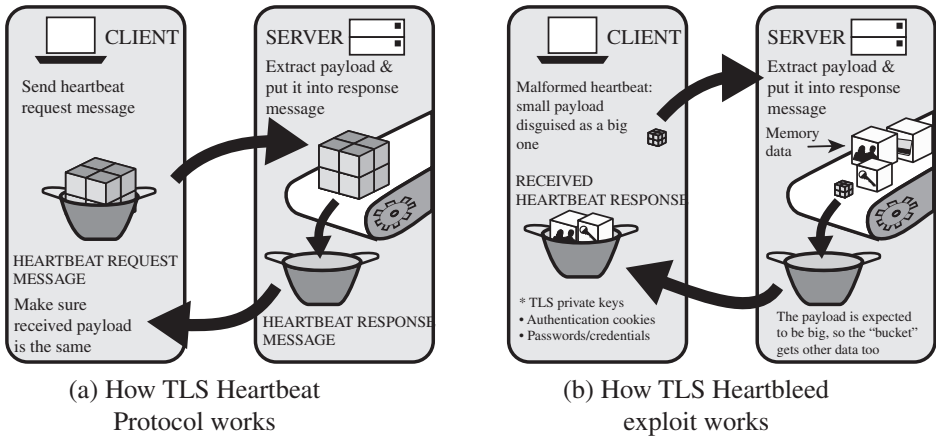 CLIENT
Send heartbeat
request message
HEARTBEAT REQUEST
MESSAGE
Make sure
received payload
is the same
SERVER
Extract payload &
put it into response
message
HEARTBEAT RESPONSE
MESSAGE
(a) How TLS Heartbeat
Protocol works
CLIENT
Malformed heartbeat:
small payload
disguised as a big
one
RECEIVED
HEARTBEAT RESPONSE
* TLS private keys
• Authentication cookies
• Passwords/credentials
SERVER
Extract payload &
put it into response
message
Memory
data
The payload is expected
to be big, so the “bucket”
gets other data too
(b) How TLS Heartbleed
exploit works